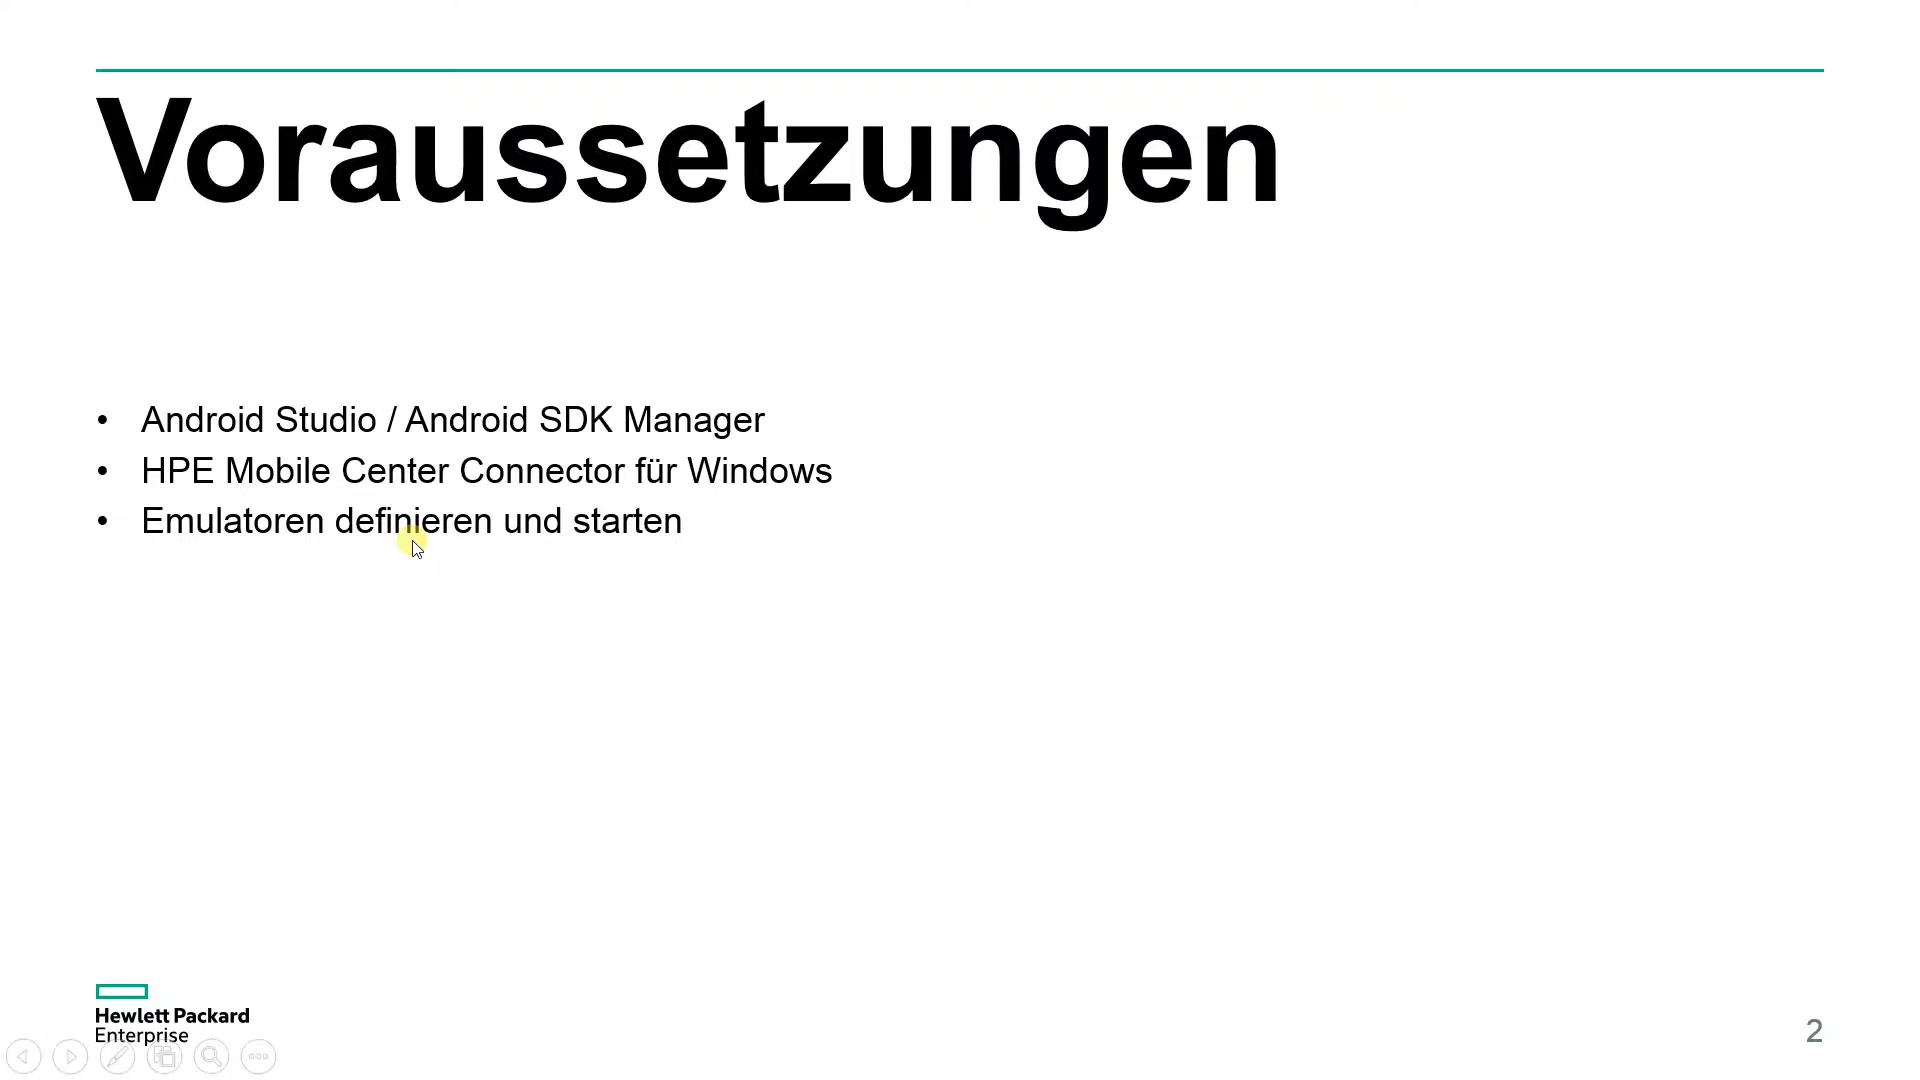 Voraussetzungen
• Android Studio / Android SDK Manager
• HPE Mobile Center Connector für Windows
• Emulatoren definieren und starten
Hewlett Packard
Enterprise
2